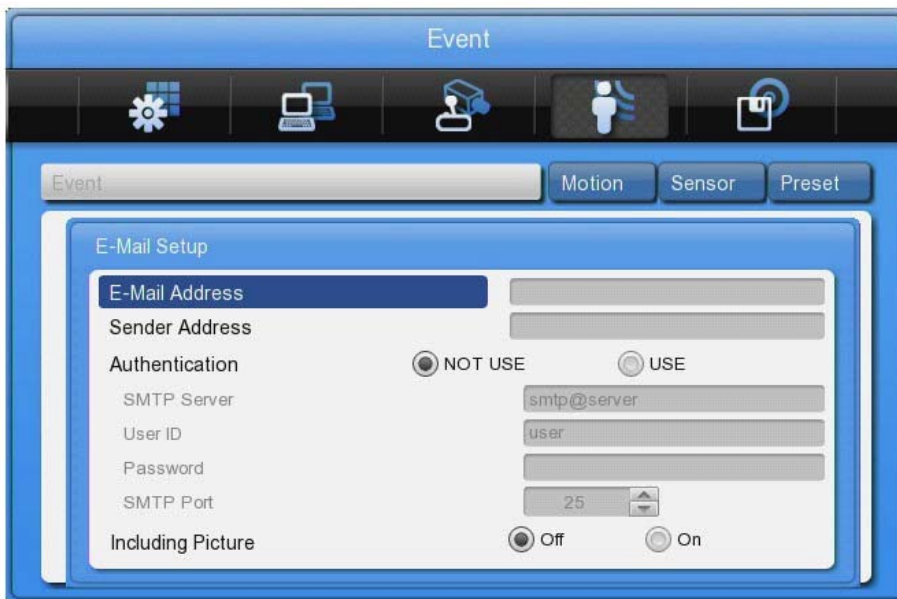 Event
Event Motion Sensor Preset
E-Mail Setup
E-Mail Address
Sender Address
Authentication NOT USE USE
SMTP Server smtp@server
User ID user
Password
SMTP Port 25
Including Picture Off On